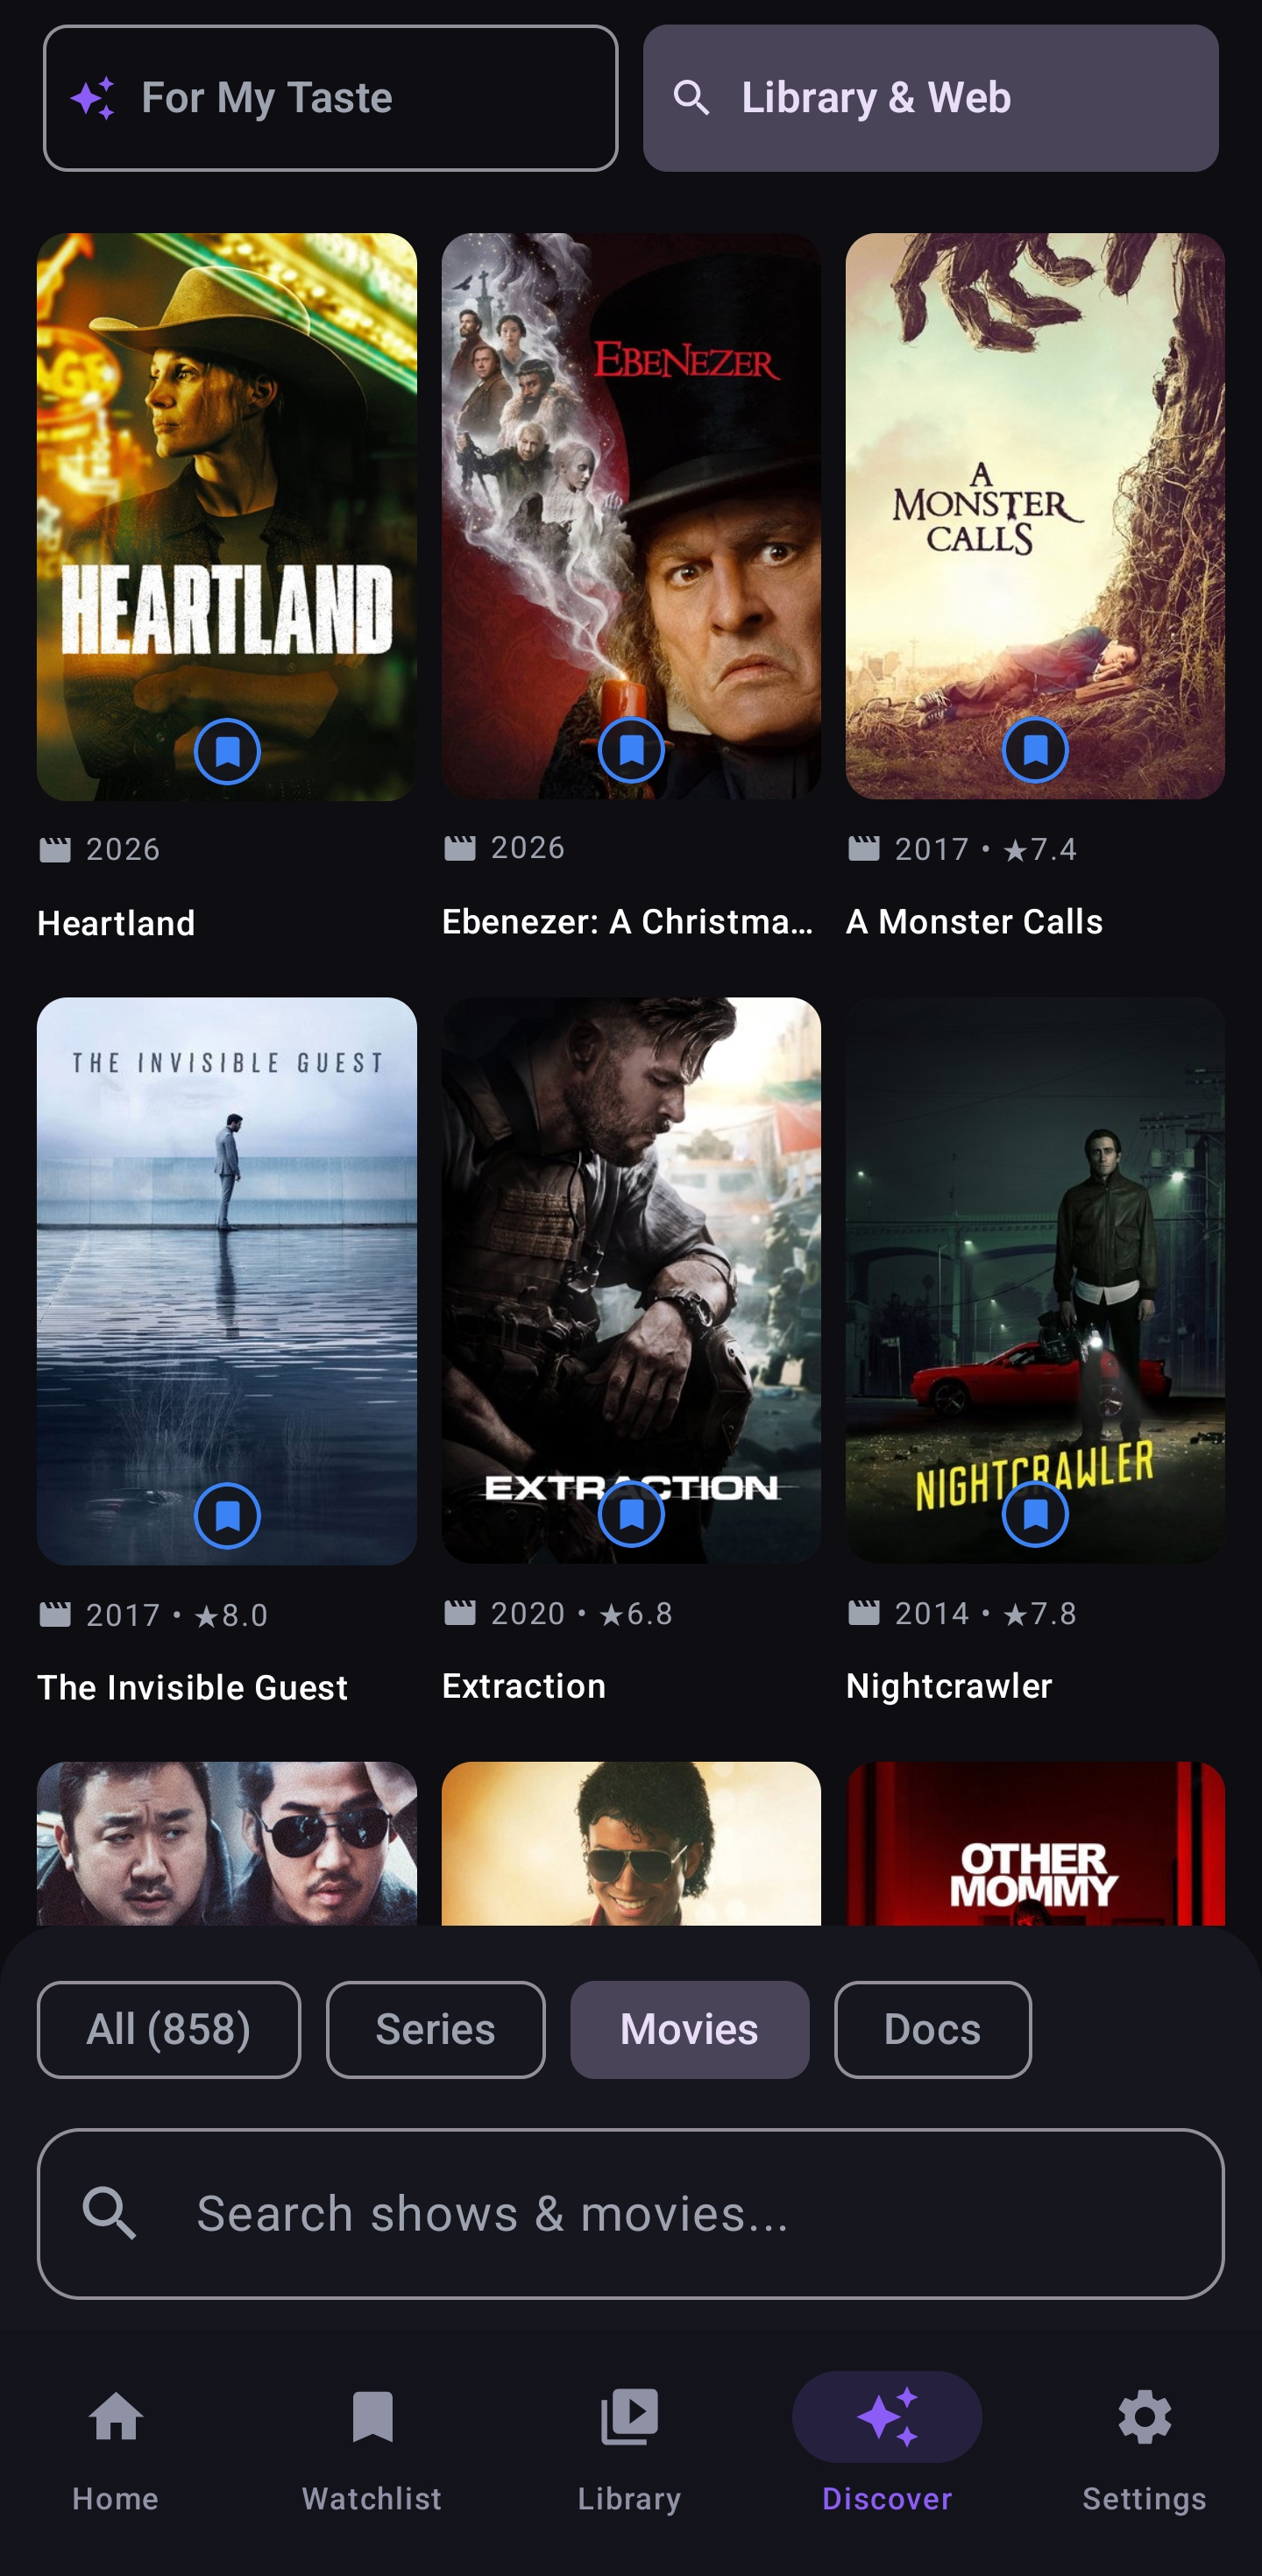 For My Taste
Library & Web
HEARTLAND
EBENEZER
A
MONSTER
CALLS
2026
2026
2017 • ★7.4
Heartland
Ebenezer: A Christma...
A Monster Calls
THE INVISIBLE GUEST
EXTRACTION
NIGHTCRAWLER
2017 • ★8.0
2020 • ★6.8
2014 • ★7.8
The Invisible Guest
Extraction
Nightcrawler
OTHER
MOMMY
All (858)
Series
Movies
Docs
Search shows & movies...
Home
Watchlist
Library
Discover
Settings